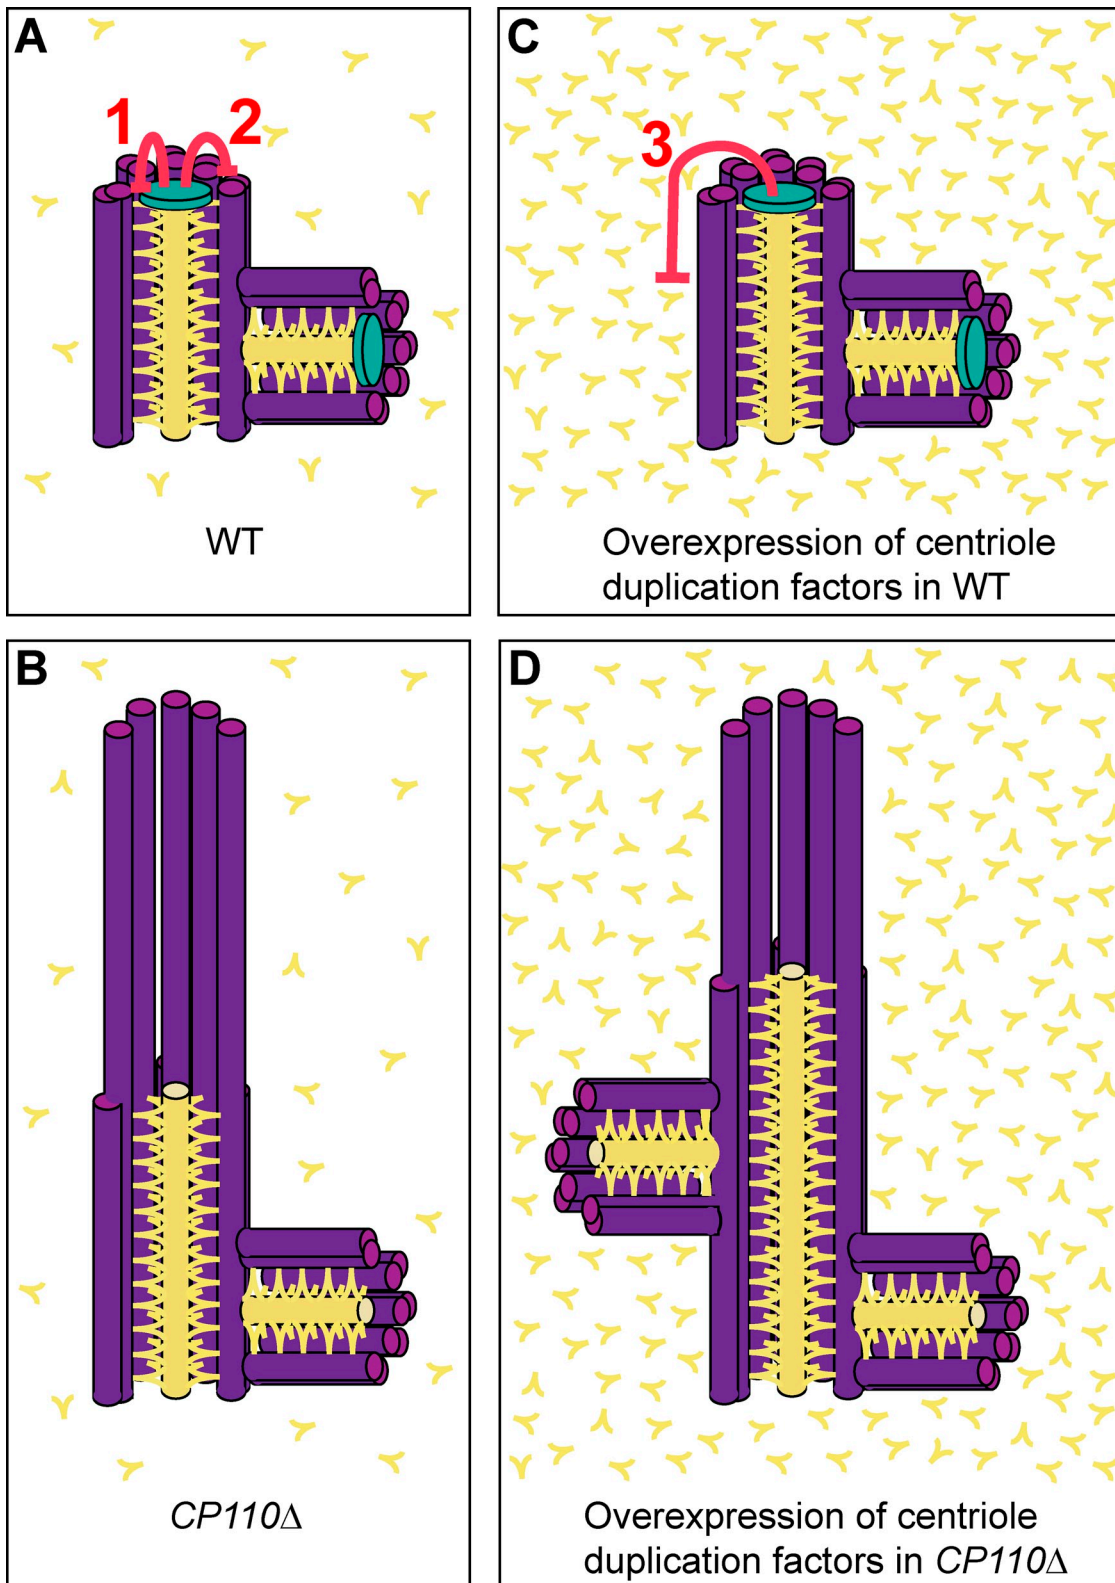 A
1 2
WT
C
3
Overexpression of centriole
duplication factors in WT
B
CP110Δ
D
Overexpression of centriole
duplication factors in CP110Δ